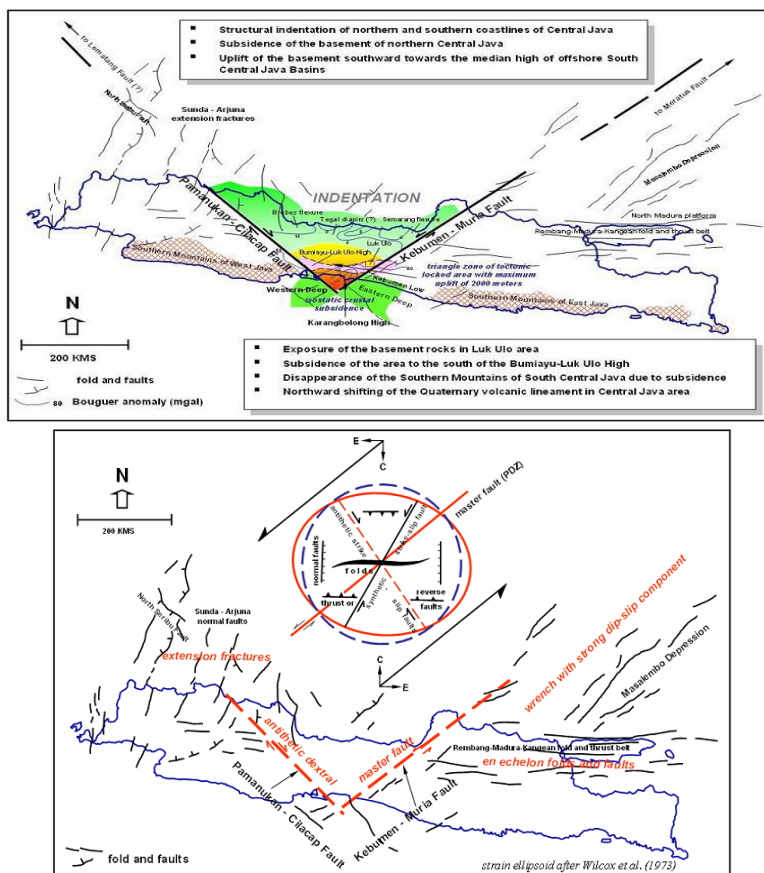 Structural indentation of northern and southern coastlines of Central Java
Subsidence of the basement of northern Central Java
Uplift of the basement southward towards the median high of offshore South
Central Java Basins
to Lematang Fault (?)
Sunda - Arjuna
extension fractures
to Meratus Fault
Masalembo Depression
INDENTATION
Pamanukan - Cilacap Fault
Brebes flexure
Tegal diapirs (?)
Semarang flexure
Kebumen - Muria Fault
North Madura platform
Rembang-Madura-Kangean fold and thrust belt
Luk Ulo
Bumiayu-Luk Ulo High
80
Southern Mountains of West Java
Western Deep
Kebumen Low
Eastern Deep
triangle zone of tectonic
locked area with maximum
uplift of 2000 meters
Southern Mountains of East Java
isostatic crustal
subsidence
Karangbolong High
N
200 KMS
fold and faults
80 Bouguer anomaly (mgal)
Exposure of the basement rocks in Luk Ulo area
Subsidence of the area to the south of the Bumiayu-Luk Ulo High
Disappearance of the Southern Mountains of South Central Java due to subsidence
Northward shifting of the Quaternary volcanic lineament in Central Java area
E
C
N
200 KMS
master fault (PDZ)
antithetic strike
strike-slip fault
normal faults
folds
thrust or
reverse
faults
synthetic
slip faults
C
E
Sunda - Arjuna
normal faults
North Seribu Fault
extension fractures
wrench with strong dip-slip component
Masalembo Depression
antithetic dextral
master fault
Rembang-Madura-Kangean fold and thrust belt
en echelon folds and faults
Pamanukan -
Cilacap Fault
Kebumen - Muria Fault
fold and faults
strain ellipsoid after Wilcox et al. (1973)